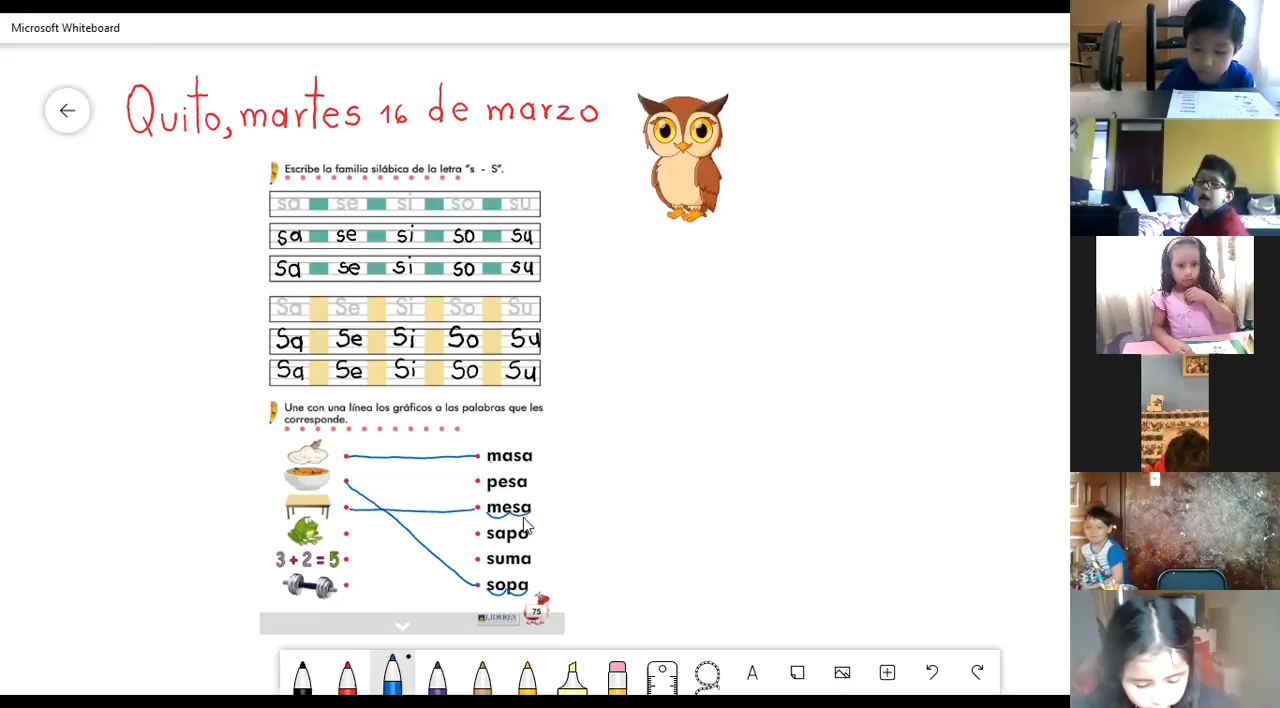 Microsoft Whiteboard
Quito, martes 16 de marzo
Escribe la familia silábica de la letra "s - S".
sa se si so su
sa se si so su
sa se si so su
Sa Se Si So Su
Sa Se Si So Su
Sa Se Si So Su
Une con una línea los gráficos a las palabras que les
corresponde.
masa
pesa
mesa
sapo
3 + 2 = 5 suma
sopa
75
LÍDERES
A